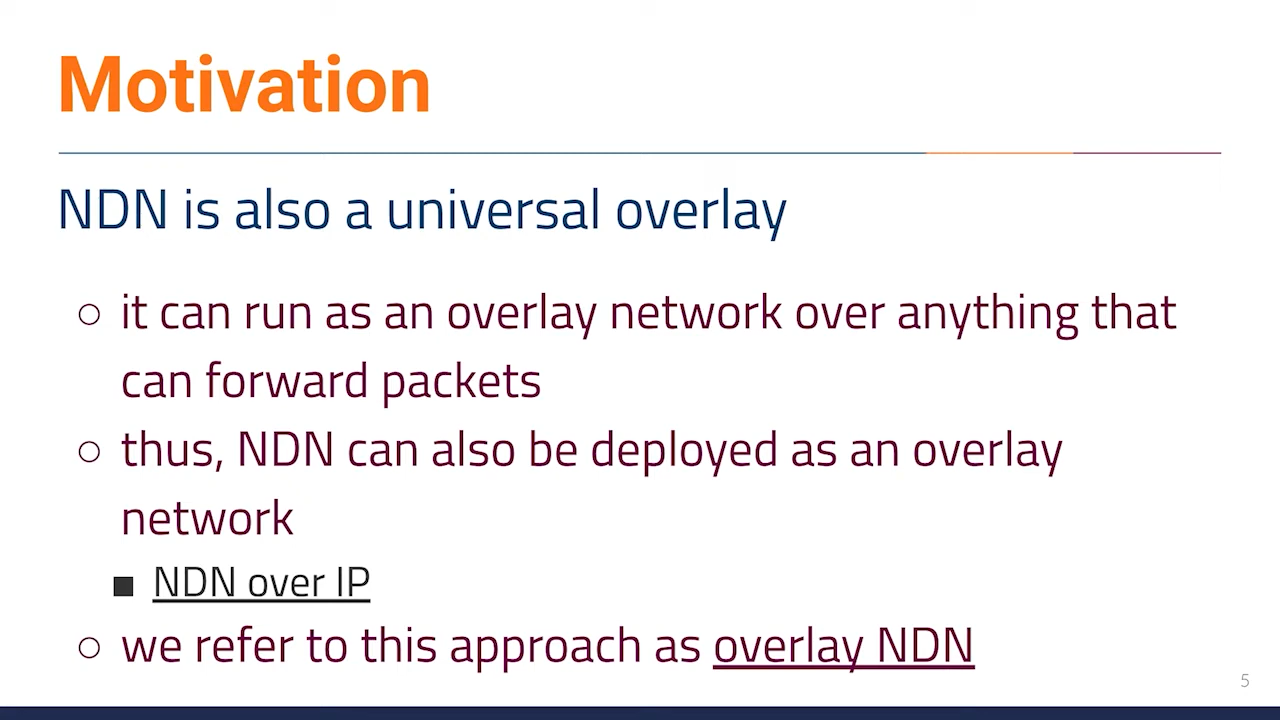 Motivation
NDN is also a universal overlay
○ it can run as an overlay network over anything that
can forward packets
○ thus, NDN can also be deployed as an overlay
network
■ NDN over IP
○ we refer to this approach as overlay NDN
5